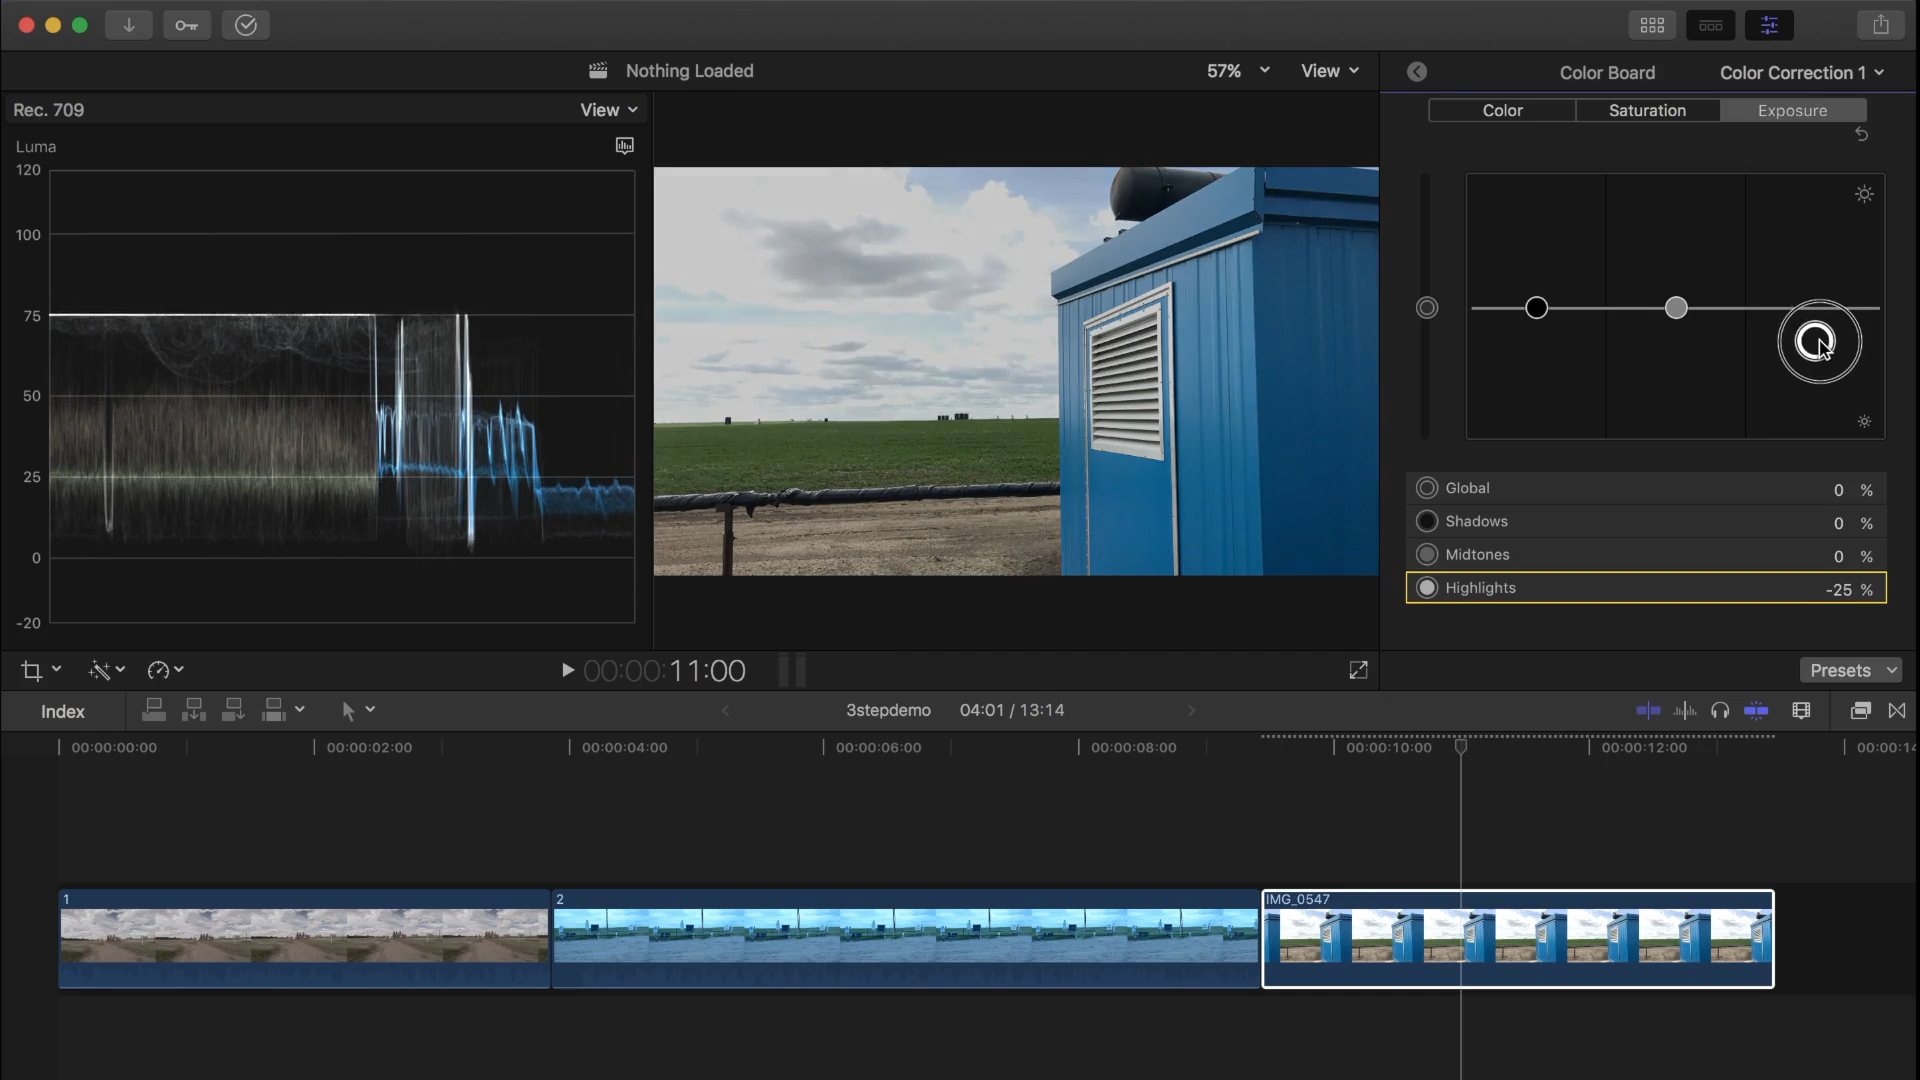 Nothing Loaded
57%
View
Color Board
Color Correction 1
Rec. 709
View
Color
Saturation
Exposure
Luma
120
100
75
50
25
0
-20
Global 0 %
Shadows 0 %
Midtones 0 %
Highlights -25 %
00:00:11:00
Presets
Index
3stepdemo
04:01 / 13:14
00:00:00:00
00:00:02:00
00:00:04:00
00:00:06:00
00:00:08:00
00:00:10:00
00:00:12:00
00:00:14
1
2
IMG_0547